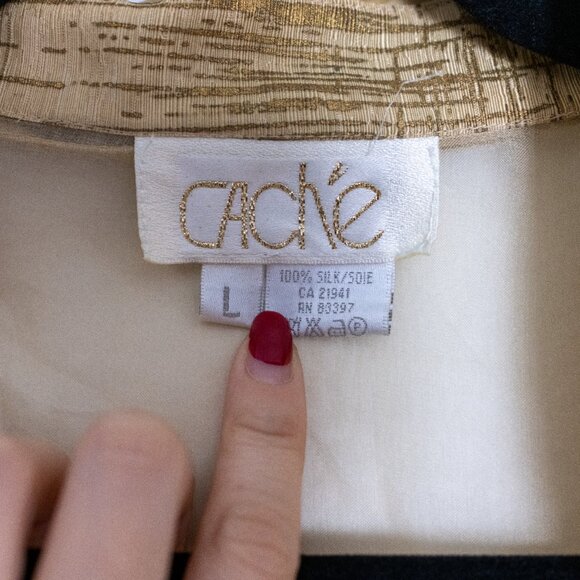 CACHÉ
L
100% SILK/SOIE
CA 21941
RN 83397